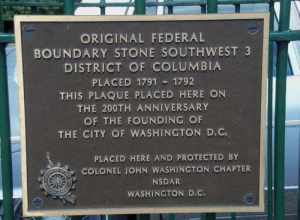 ORIGINAL FEDERAL
BOUNDARY STONE SOUTHWEST 3
DISTRICT OF COLUMBIA
PLACED 1791 - 1792
THIS PLAQUE PLACED HERE ON
THE 200TH ANNIVERSARY
OF THE FOUNDING OF
THE CITY OF WASHINGTON D.C.
PLACED HERE AND PROTECTED BY
COLONEL JOHN WASHINGTON CHAPTER
NSDAR
WASHINGTON D.C.